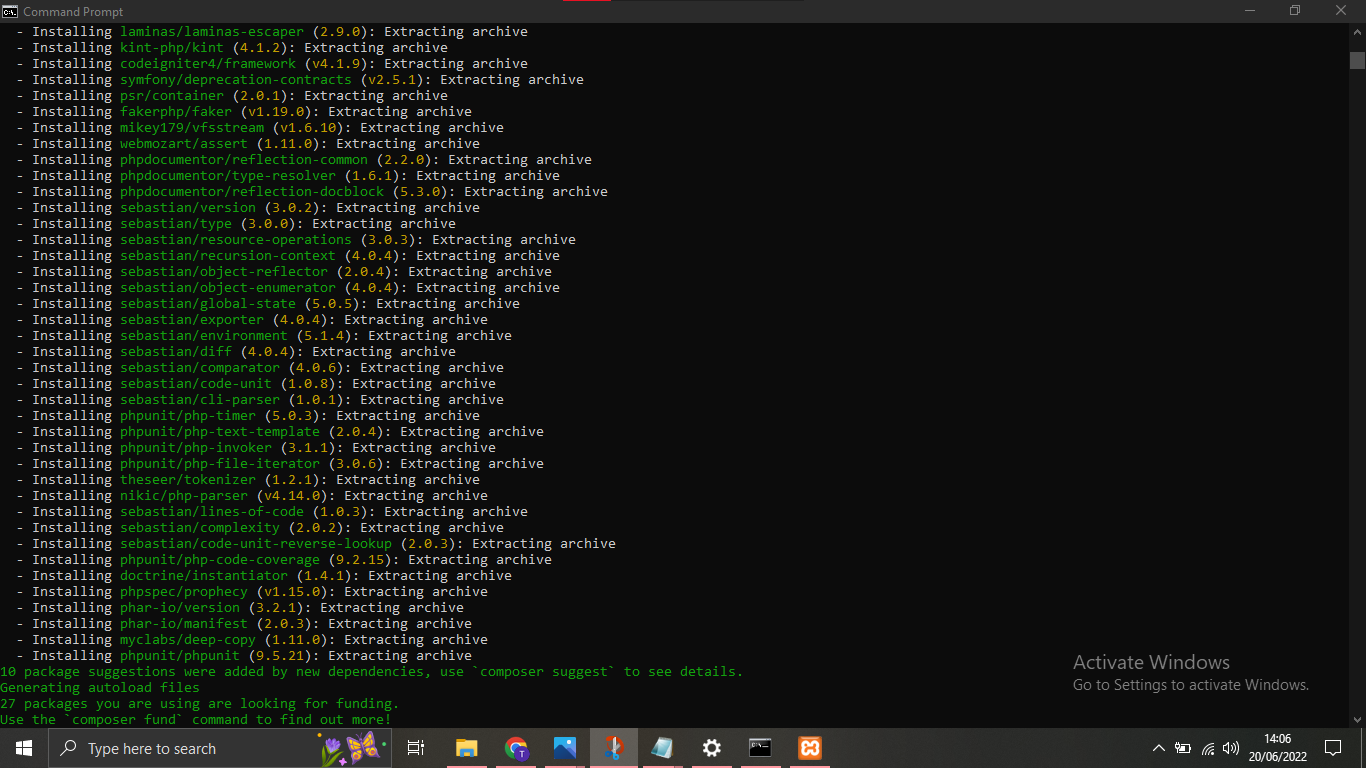 Command Prompt
- Installing laminas/laminas-escaper (2.9.0): Extracting archive
- Installing kint-php/kint (4.1.2): Extracting archive
- Installing codeigniter4/framework (v4.1.9): Extracting archive
- Installing symfony/deprecation-contracts (v2.5.1): Extracting archive
- Installing psr/container (2.0.1): Extracting archive
- Installing fakerphp/faker (v1.19.0): Extracting archive
- Installing mikey179/vfsstream (v1.6.10): Extracting archive
- Installing webmozart/assert (1.11.0): Extracting archive
- Installing phpdocumentor/reflection-common (2.2.0): Extracting archive
- Installing phpdocumentor/type-resolver (1.6.1): Extracting archive
- Installing phpdocumentor/reflection-docblock (5.3.0): Extracting archive
- Installing sebastian/version (3.0.2): Extracting archive
- Installing sebastian/type (3.0.0): Extracting archive
- Installing sebastian/resource-operations (3.0.3): Extracting archive
- Installing sebastian/recursion-context (4.0.4): Extracting archive
- Installing sebastian/object-reflector (2.0.4): Extracting archive
- Installing sebastian/object-enumerator (4.0.4): Extracting archive
- Installing sebastian/global-state (5.0.5): Extracting archive
- Installing sebastian/exporter (4.0.4): Extracting archive
- Installing sebastian/environment (5.1.4): Extracting archive
- Installing sebastian/diff (4.0.4): Extracting archive
- Installing sebastian/comparator (4.0.6): Extracting archive
- Installing sebastian/code-unit (1.0.8): Extracting archive
- Installing sebastian/cli-parser (1.0.1): Extracting archive
- Installing phpunit/php-timer (5.0.3): Extracting archive
- Installing phpunit/php-text-template (2.0.4): Extracting archive
- Installing phpunit/php-invoker (3.1.1): Extracting archive
- Installing phpunit/php-file-iterator (3.0.6): Extracting archive
- Installing theseer/tokenizer (1.2.1): Extracting archive
- Installing nikic/php-parser (v4.14.0): Extracting archive
- Installing sebastian/lines-of-code (1.0.3): Extracting archive
- Installing sebastian/complexity (2.0.2): Extracting archive
- Installing sebastian/code-unit-reverse-lookup (2.0.3): Extracting archive
- Installing phpunit/php-code-coverage (9.2.15): Extracting archive
- Installing doctrine/instantiator (1.4.1): Extracting archive
- Installing phpspec/prophecy (v1.15.0): Extracting archive
- Installing phar-io/version (3.2.1): Extracting archive
- Installing phar-io/manifest (2.0.3): Extracting archive
- Installing myclabs/deep-copy (1.11.0): Extracting archive
- Installing phpunit/phpunit (9.5.21): Extracting archive
10 package suggestions were added by new dependencies, use `composer suggest` to see details.
Generating autoload files
27 packages you are using are looking for funding.
Use the `composer fund` command to find out more!
Activate Windows
Go to Settings to activate Windows.
Type here to search
14:06
20/06/2022